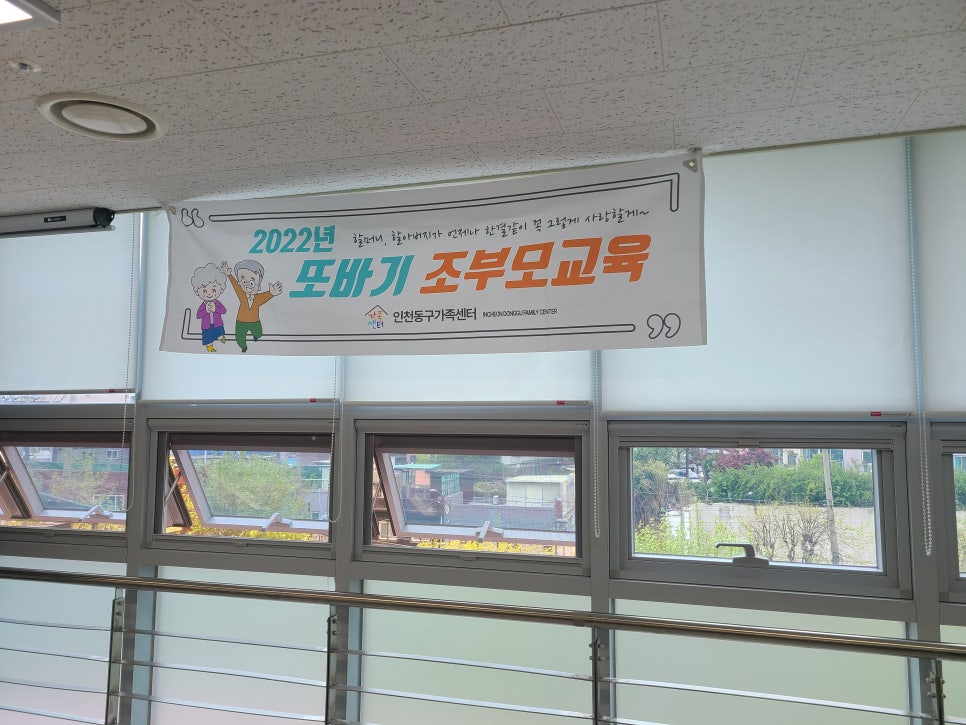 할머니, 할아버지가 언제나 한결같이 꼭 그렇게 사랑할게~
2022년
또바기 조부모교육
가족센터 인천동구가족센터 INCHEON DONGGU FAMILY CENTER